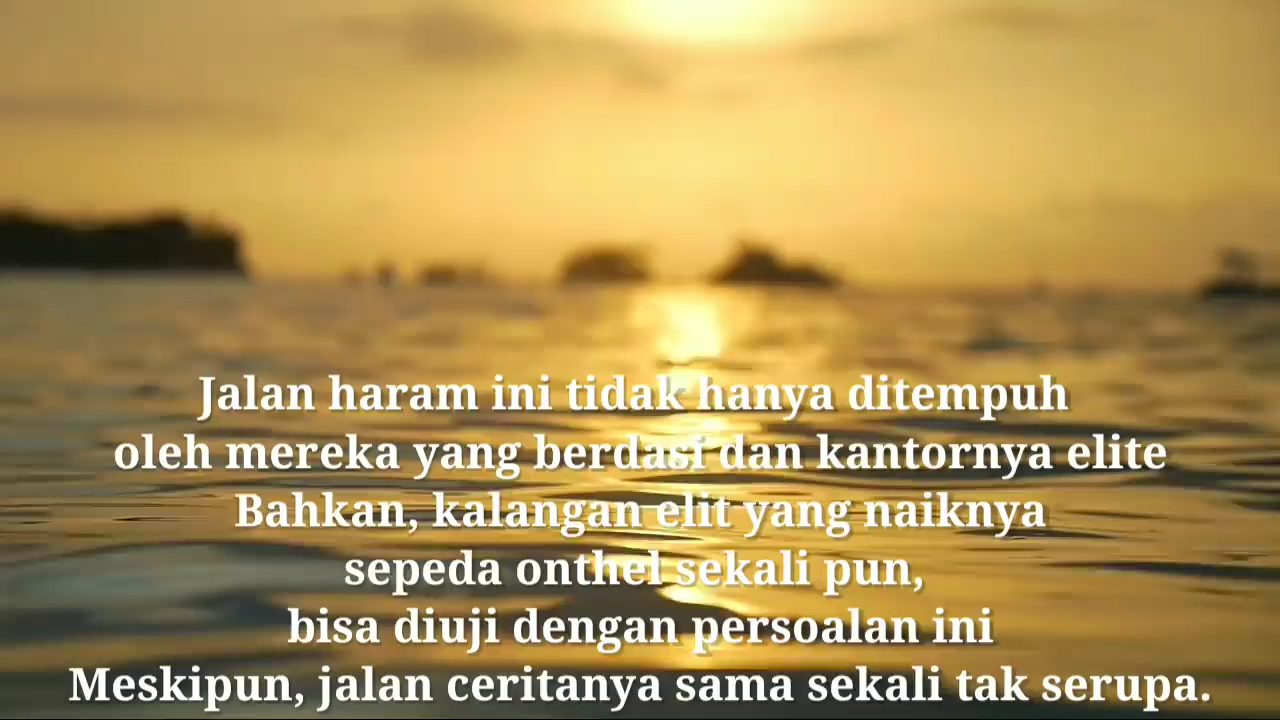 Jalan haram ini tidak hanya ditempuh
oleh mereka yang berdasi dan kantornya elite
Bahkan, kalangan elit yang naiknya
sepeda onthel sekali pun,
bisa diuji dengan persoalan ini
Meskipun, jalan ceritanya sama sekali tak serupa.